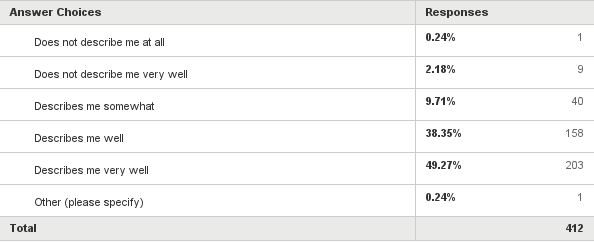 Answer Choices Responses
Does not describe me at all 0.24% 1
Does not describe me very well 2.18% 9
Describes me somewhat 9.71% 40
Describes me well 38.35% 158
Describes me very well 49.27% 203
Other (please specify) 0.24% 1
Total 412